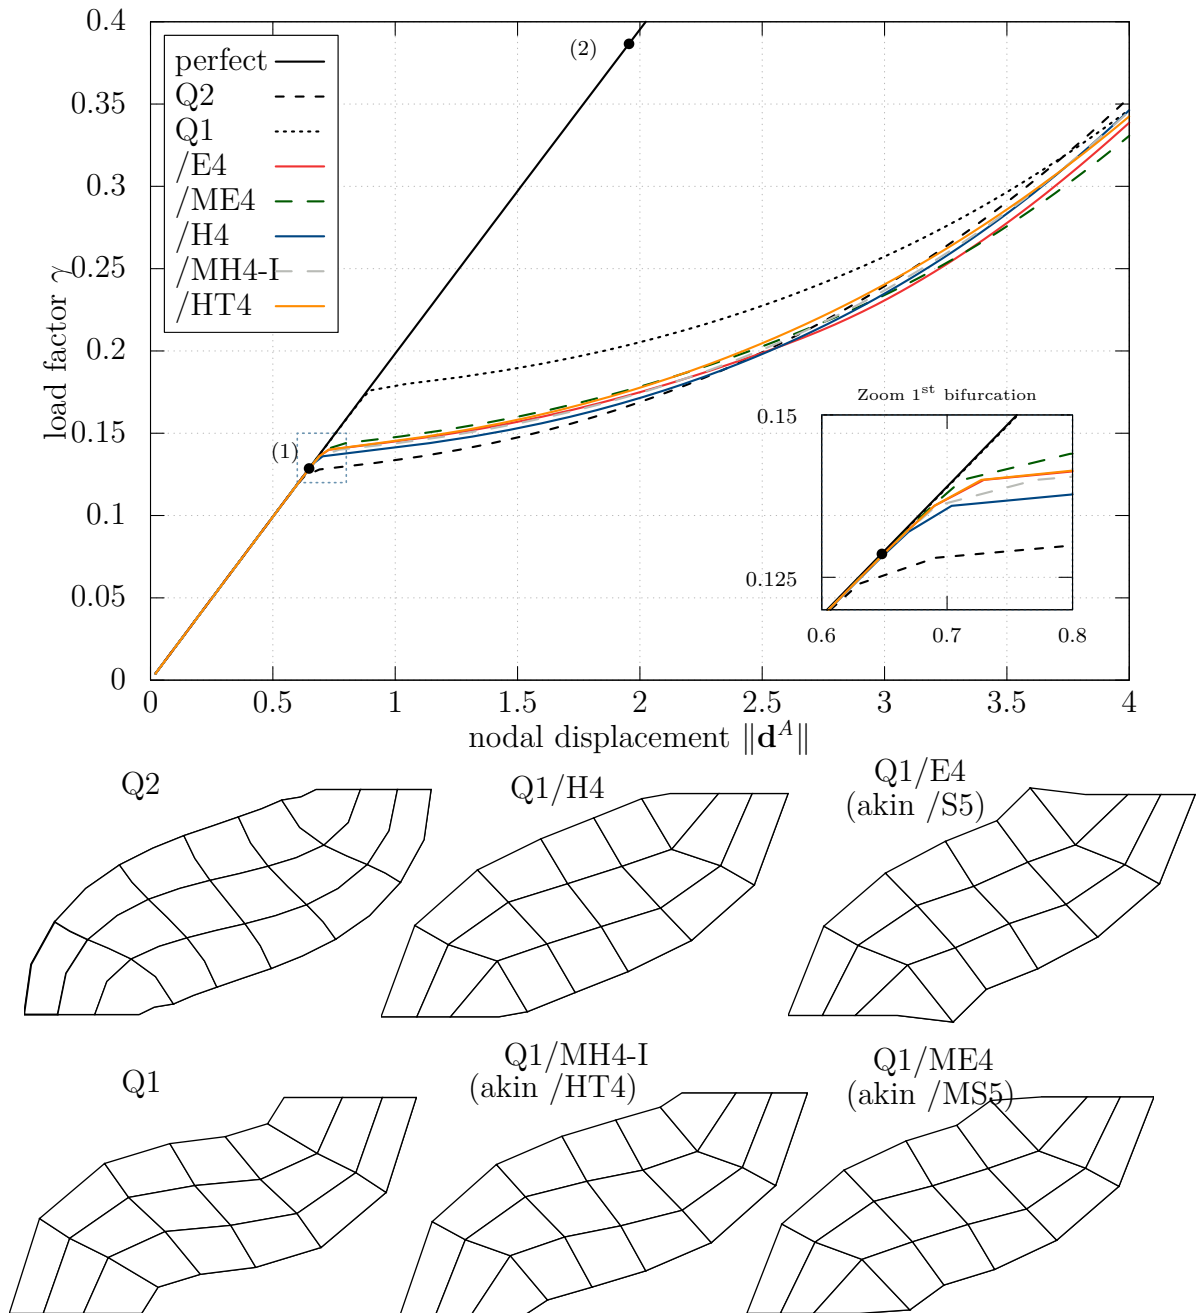 0.4
0.35
0.3
0.25
0.2
0.15
0.1
0.05
0
load factor γ
perfect
Q2
Q1
/E4
/ME4
/H4
/MH4-I
/HT4
(2)
(1)
Zoom 1st bifurcation
0.15
0.125
0.6 0.7 0.8
0 0.5 1 1.5 2 2.5 3 3.5 4
nodal displacement ‖d^A‖
Q2
Q1/H4
Q1/E4
(akin /S5)
Q1
Q1/MH4-I
(akin /HT4)
Q1/ME4
(akin /MS5)